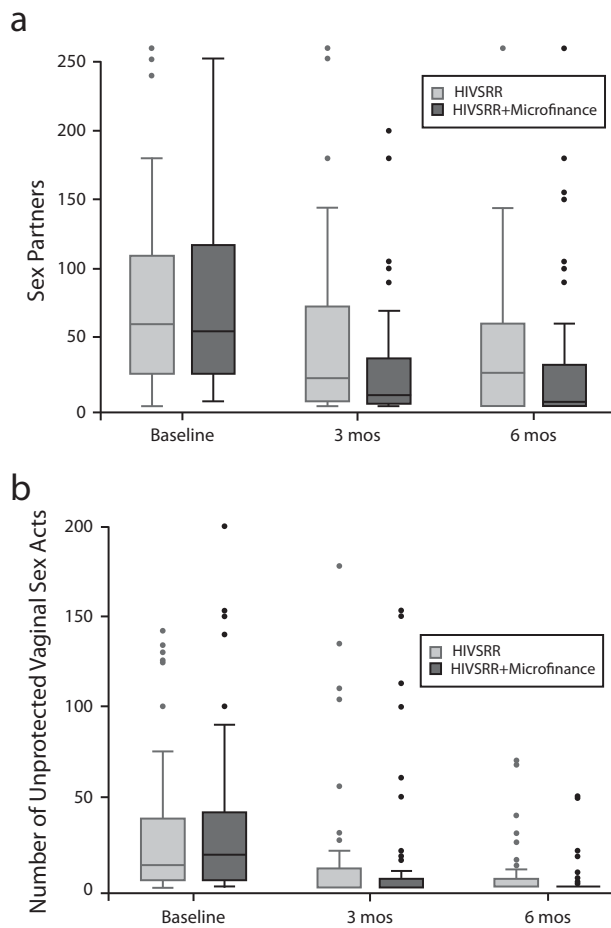 a
Sex Partners
250
200
150
100
50
0
HIVSRR
HIVSRR+Microfinance
Baseline 3 mos 6 mos
b
Number of Unprotected Vaginal Sex Acts
200
150
100
50
0
HIVSRR
HIVSRR+Microfinance
Baseline 3 mos 6 mos